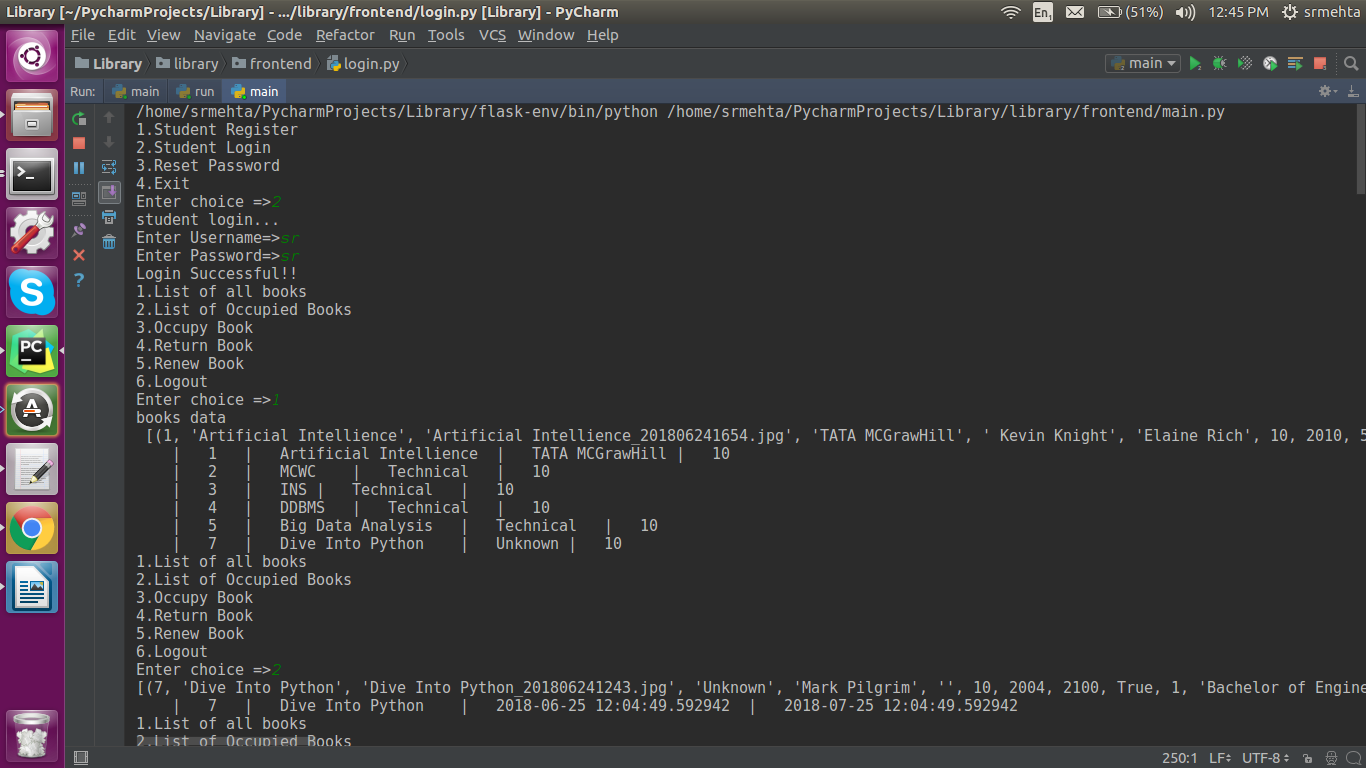 Library [~/PycharmProjects/Library] - .../library/frontend/login.py [Library] - PyCharm
En1 (51%) 12:45 PM srmehta
File Edit View Navigate Code Refactor Run Tools VCS Window Help
Library library frontend login.py main
Run: main run main
/home/srmehta/PycharmProjects/Library/flask-env/bin/python /home/srmehta/PycharmProjects/Library/library/frontend/main.py
1.Student Register
2.Student Login
3.Reset Password
4.Exit
Enter choice =>2
student login...
Enter Username=>sr
Enter Password=>sr
Login Successful!!
1.List of all books
2.List of Occupied Books
3.Occupy Book
4.Return Book
5.Renew Book
6.Logout
Enter choice =>1
books data
[(1, 'Artificial Intellience', 'Artificial Intellience_201806241654.jpg', 'TATA MCGrawHill', ' Kevin Knight', 'Elaine Rich', 10, 2010, 5
| 1 | Artificial Intellience | TATA MCGrawHill | 10
| 2 | MCWC | Technical | 10
| 3 | INS | Technical | 10
| 4 | DDBMS | Technical | 10
| 5 | Big Data Analysis | Technical | 10
| 7 | Dive Into Python | Unknown | 10
1.List of all books
2.List of Occupied Books
3.Occupy Book
4.Return Book
5.Renew Book
6.Logout
Enter choice =>2
[(7, 'Dive Into Python', 'Dive Into Python_201806241243.jpg', 'Unknown', 'Mark Pilgrim', '', 10, 2004, 2100, True, 1, 'Bachelor of Engine
| 7 | Dive Into Python | 2018-06-25 12:04:49.592942 | 2018-07-25 12:04:49.592942
1.List of all books
2.List of Occupied Books
250:1 LF UTF-8